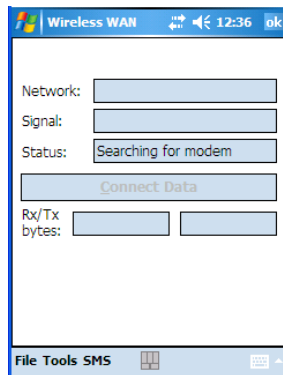 Wireless WAN 12:36 ok
Network:
Signal:
Status: Searching for modem
Connect Data
Rx/Tx
bytes:
File Tools SMS